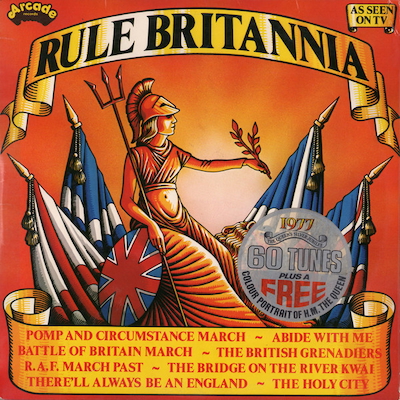 Arcade
records
AS SEEN
ON TV
RULE BRITANNIA
1977
60 TUNES
PLUS A
FREE
COLOUR PORTRAIT OF H.M. THE QUEEN
POMP AND CIRCUMSTANCE MARCH ~ ABIDE WITH ME
BATTLE OF BRITAIN MARCH ~ THE BRITISH GRENADIERS
R.A.F. MARCH PAST ~ THE BRIDGE ON THE RIVER KWAI
THERE'LL ALWAYS BE AN ENGLAND ~ THE HOLY CITY